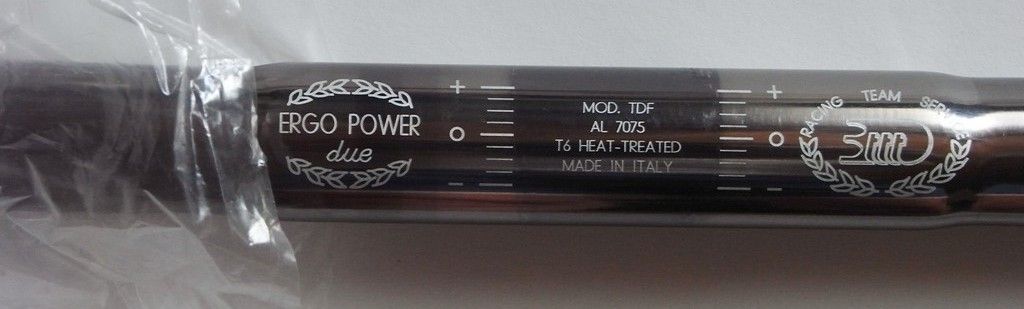 ERGO POWER
due
+
O
-
MOD. TDF
AL 7075
T6 HEAT-TREATED
MADE IN ITALY
+
O
-
RACING TEAM SERVICE
3TTT